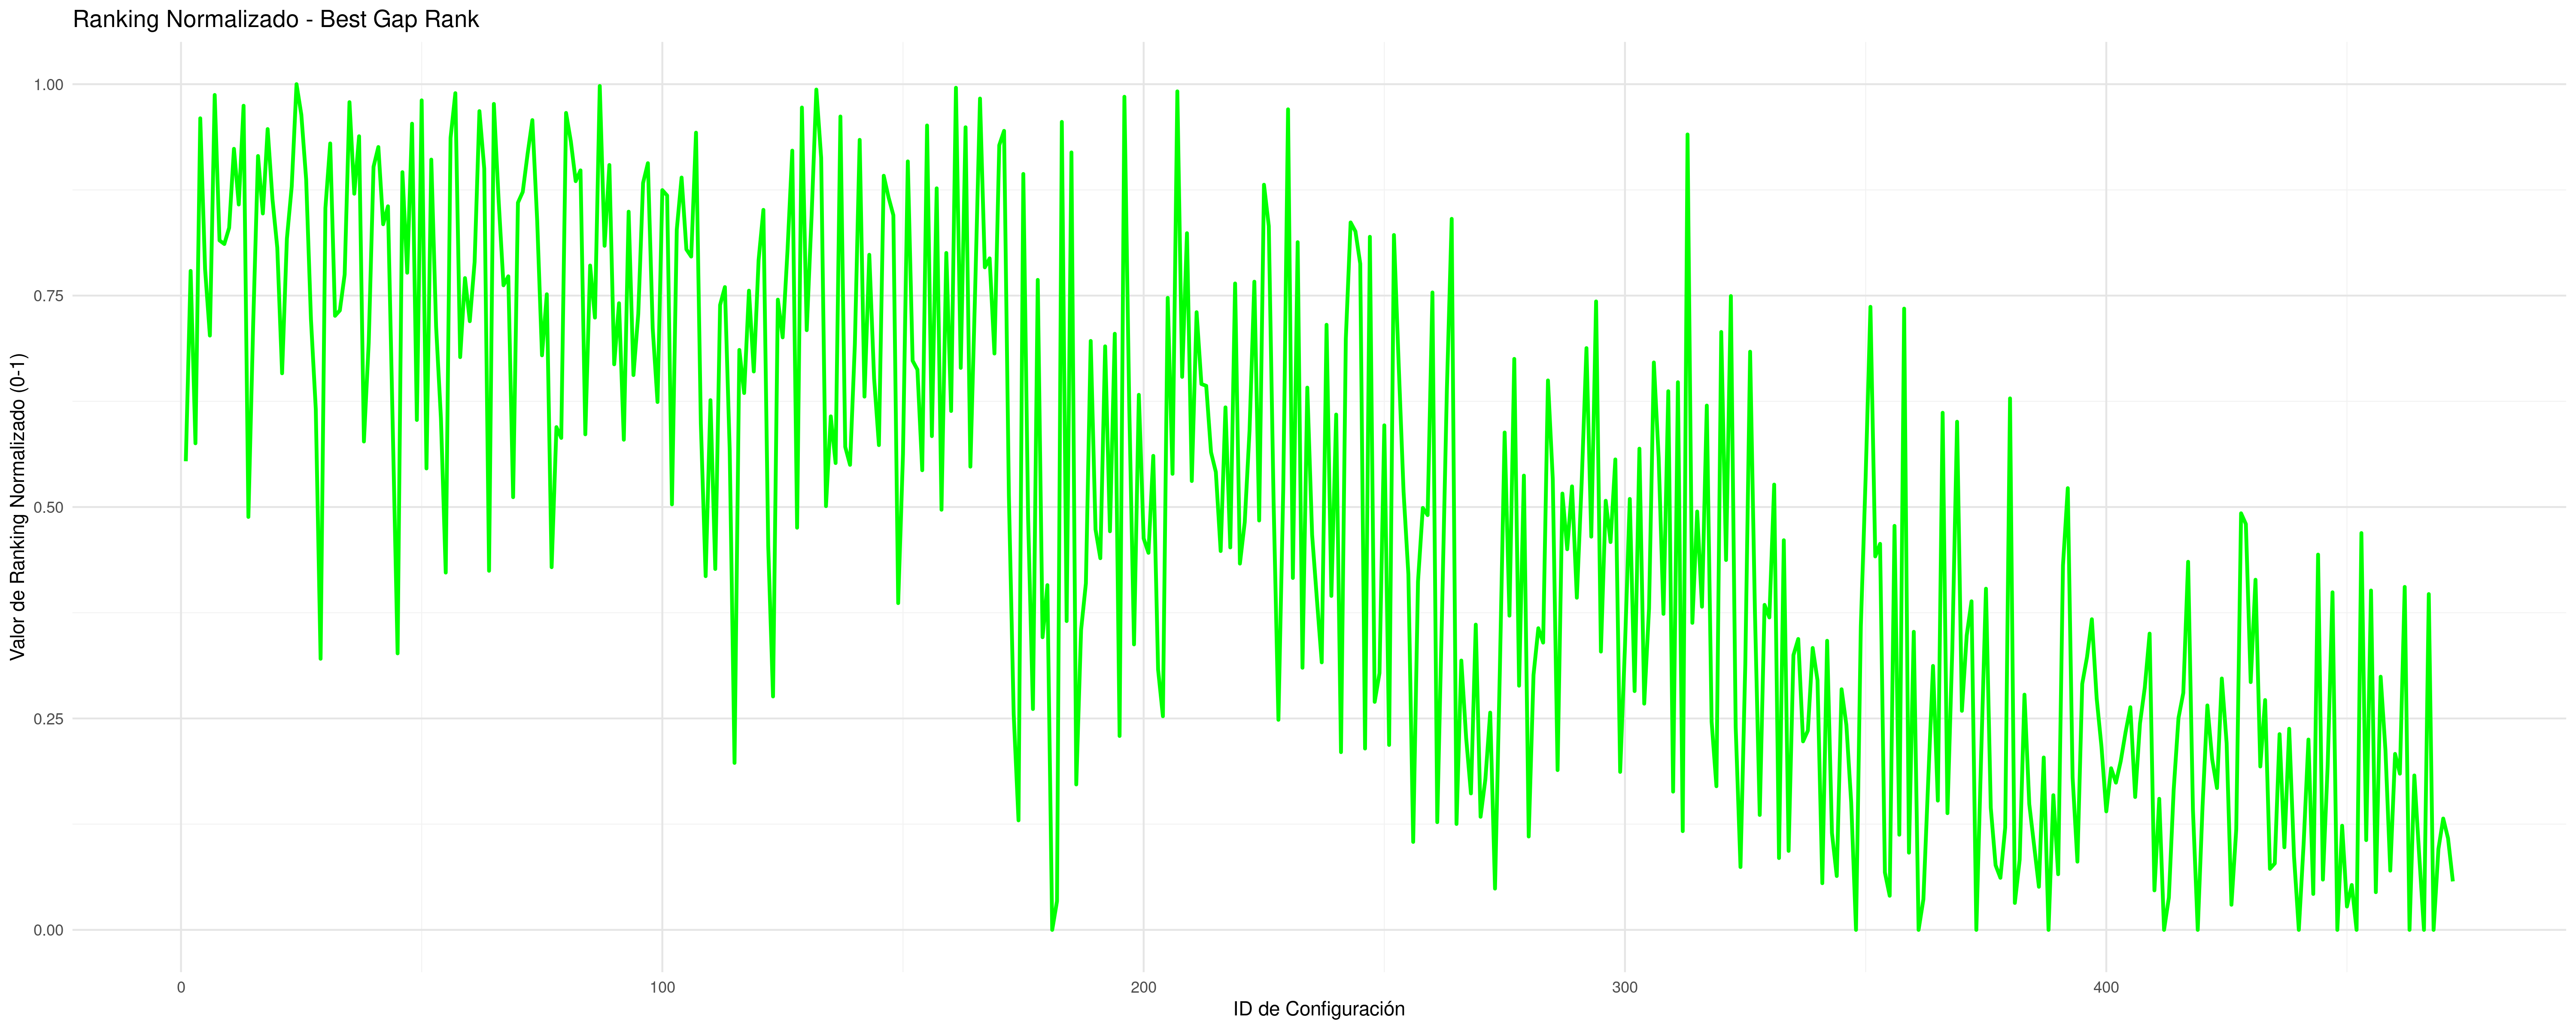 Ranking Normalizado - Best Gap Rank
Valor de Ranking Normalizado (0-1)
1.00
0.75
0.50
0.25
0.00
0 100 200 300 400
ID de Configuración